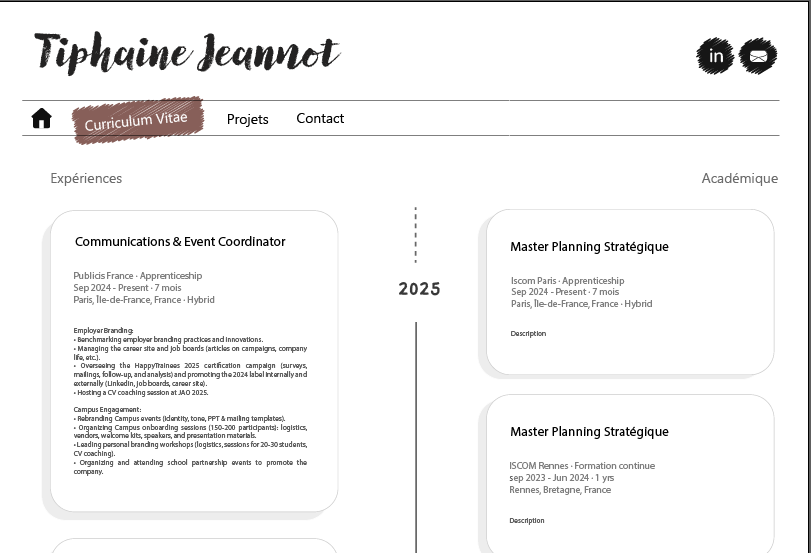 Tiphaine Jeannot
in
Curriculum Vitae
Projets
Contact
Expériences
Académique
Communications & Event Coordinator
Publicis France · Apprenticeship
Sep 2024 - Present · 7 mois
Paris, Île-de-France, France · Hybrid
Employer Branding:
• Benchmarking employer branding practices and innovations.
• Managing the career site and job boards (articles on campaigns, company
life, etc.).
• Overseeing the HappyTrainees 2025 certification campaign (surveys,
mailings, follow-up, and analysis) and promoting the 2024 label internally and
externally (LinkedIn, job boards, career site).
• Hosting a CV coaching session at JAO 2025.
Campus Engagement:
• Rebranding Campus events (identity, tone, PPT & mailing templates).
• Organizing Campus onboarding sessions (150-200 participants): logistics,
vendors, welcome kits, speakers, and presentation materials.
• Leading personal branding workshops (logistics, sessions for 20-30 students,
CV coaching).
• Organizing and attending school partnership events to promote the
company.
2025
Master Planning Stratégique
Iscom Paris · Apprenticeship
Sep 2024 - Present · 7 mois
Paris, Île-de-France, France · Hybrid
Description
Master Planning Stratégique
ISCOM Rennes · Formation continue
sep 2023 - Jun 2024 · 1 yrs
Rennes, Bretagne, France
Description